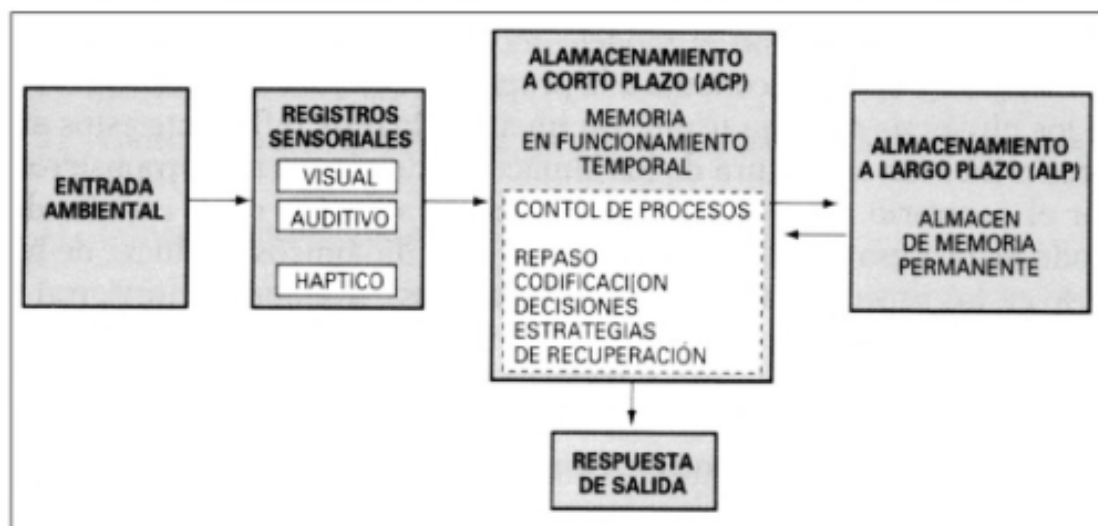 ENTRADA
AMBIENTAL
REGISTROS
SENSORIALES
VISUAL
AUDITIVO
HAPTICO
ALAMACENAMIENTO
A CORTO PLAZO (ACP)
MEMORIA
EN FUNCIONAMIENTO
TEMPORAL
CONTOL DE PROCESOS
REPASO
CODIFICACI[ON
DECISIONES
ESTRATEGIAS
DE RECUPERACIÓN
ALMACENAMIENTO
A LARGO PLAZO (ALP)
ALMACEN
DE MEMORIA
PERMANENTE
RESPUESTA
DE SALIDA